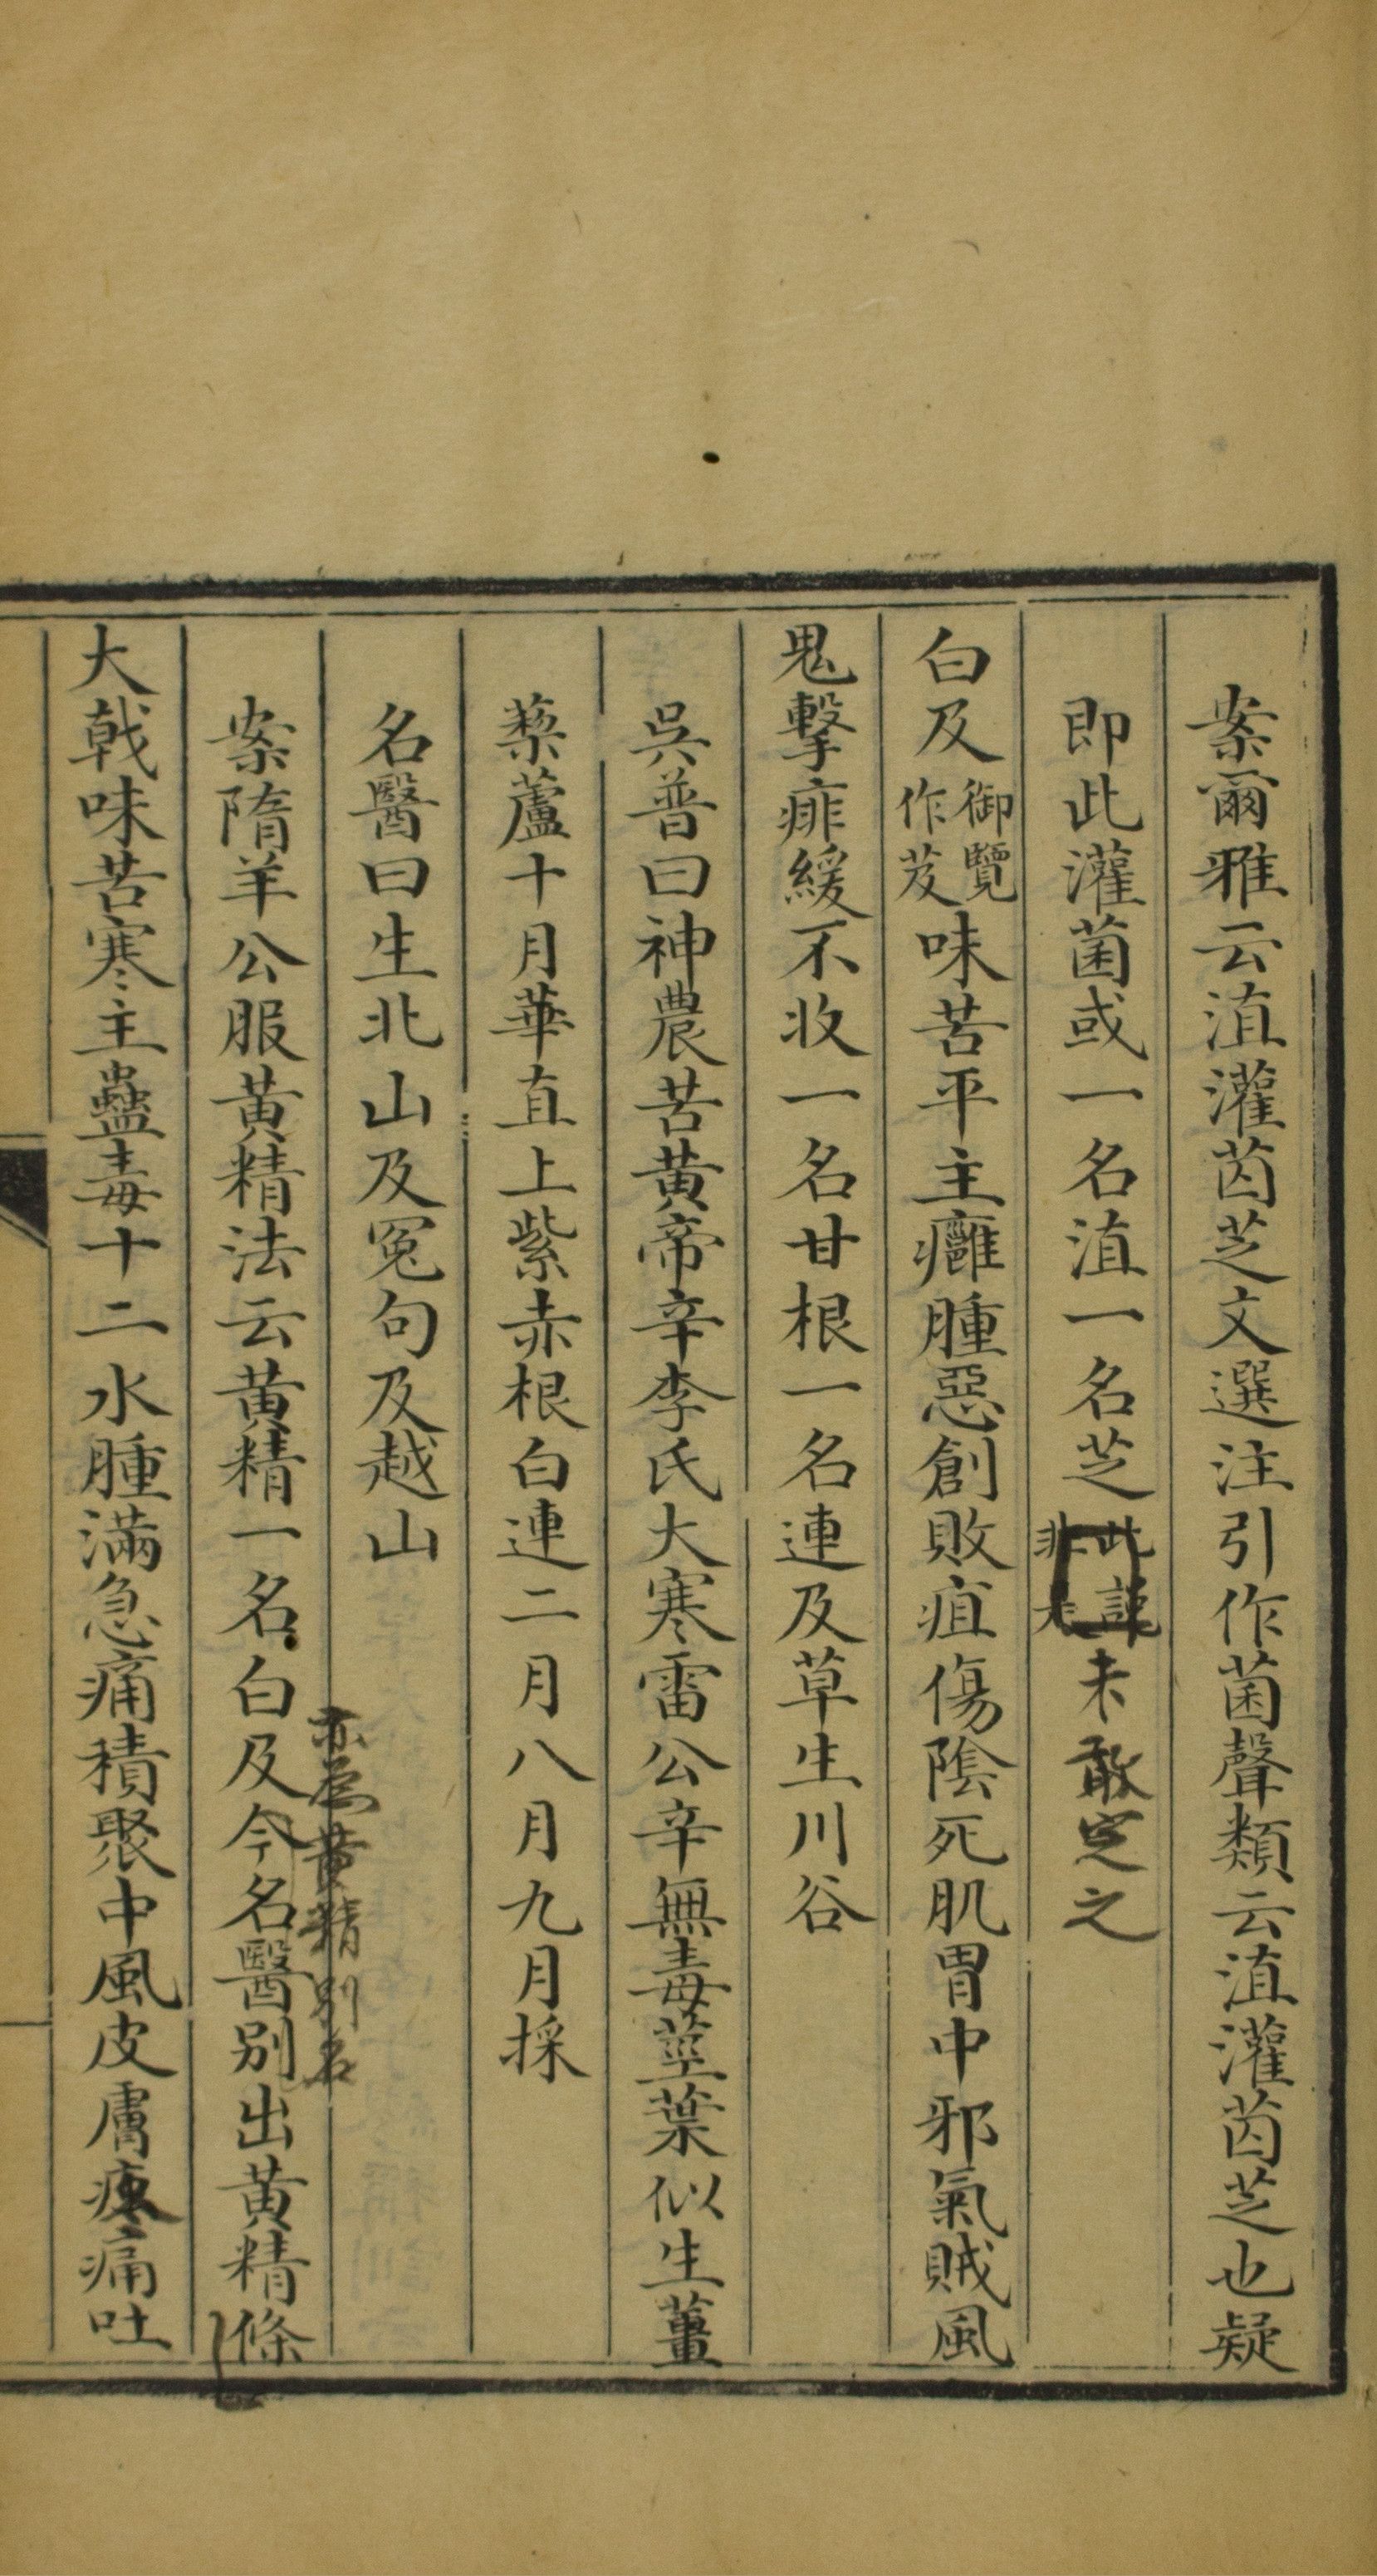 案爾雅云淔灌茵芝文選注引作菌聲類云淔灌茵芝也疑
即此灌菌或一名淔一名芝未敢定之
白及御覽作芨味苦平主癰腫惡創敗疽傷陰死肌胃中邪氣賊風
鬼擊痱緩不收一名甘根一名連及草生川谷
吳普曰神農苦黃帝辛李氏大寒雷公辛無毒莖葉似生薑
藜蘆十月華直上紫赤根白連二月八月九月採
名醫曰生北山及冤句及越山
案隋羊公服黃精法云黃精一名白及今名醫別出黃精條
亦為黃精別名
大戟味苦寒主蠱毒十二水腫滿急痛積聚中風皮膚疼痛吐